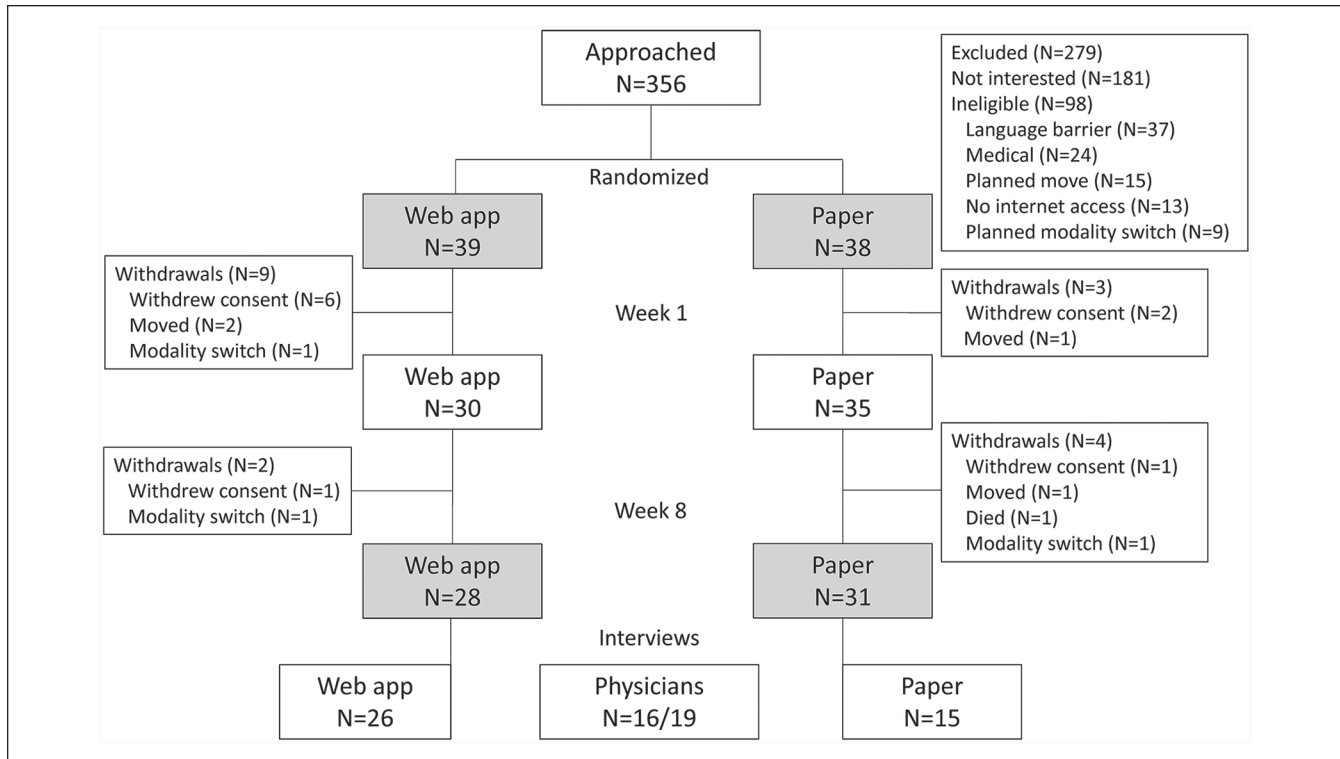 Approached
N=356
Excluded (N=279)
Not interested (N=181)
Ineligible (N=98)
Language barrier (N=37)
Medical (N=24)
Planned move (N=15)
No internet access (N=13)
Planned modality switch (N=9)
Randomized
Web app
N=39
Paper
N=38
Withdrawals (N=9)
Withdrew consent (N=6)
Moved (N=2)
Modality switch (N=1)
Week 1
Withdrawals (N=3)
Withdrew consent (N=2)
Moved (N=1)
Web app
N=30
Paper
N=35
Withdrawals (N=2)
Withdrew consent (N=1)
Modality switch (N=1)
Week 8
Withdrawals (N=4)
Withdrew consent (N=1)
Moved (N=1)
Died (N=1)
Modality switch (N=1)
Web app
N=28
Paper
N=31
Interviews
Web app
N=26
Physicians
N=16/19
Paper
N=15